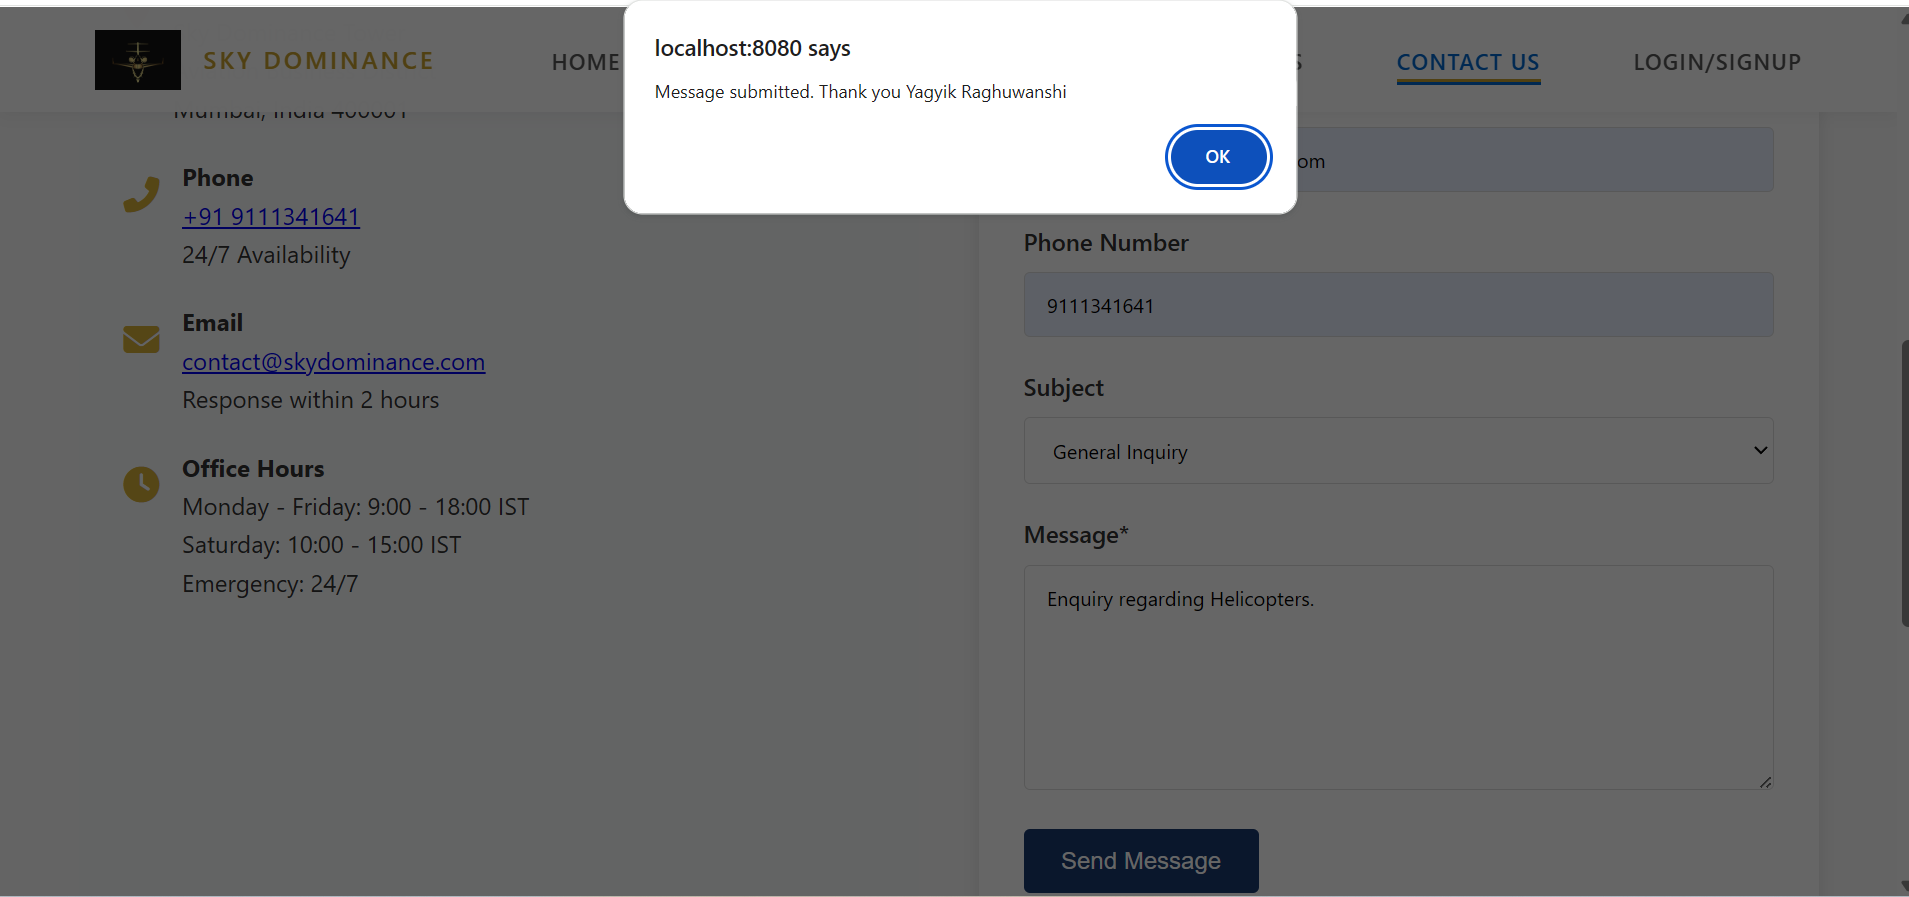 localhost:8080 says
Message submitted. Thank you Yagyik Raghuwanshi
OK
SKY DOMINANCE
HOME
CONTACT US
LOGIN/SIGNUP
Mumbai, India 400001
Phone
+91 9111341641
24/7 Availability
Email
contact@skydominance.com
Response within 2 hours
Office Hours
Monday - Friday: 9:00 - 18:00 IST
Saturday: 10:00 - 15:00 IST
Emergency: 24/7
om
Phone Number
9111341641
Subject
General Inquiry
Message*
Enquiry regarding Helicopters.
Send Message